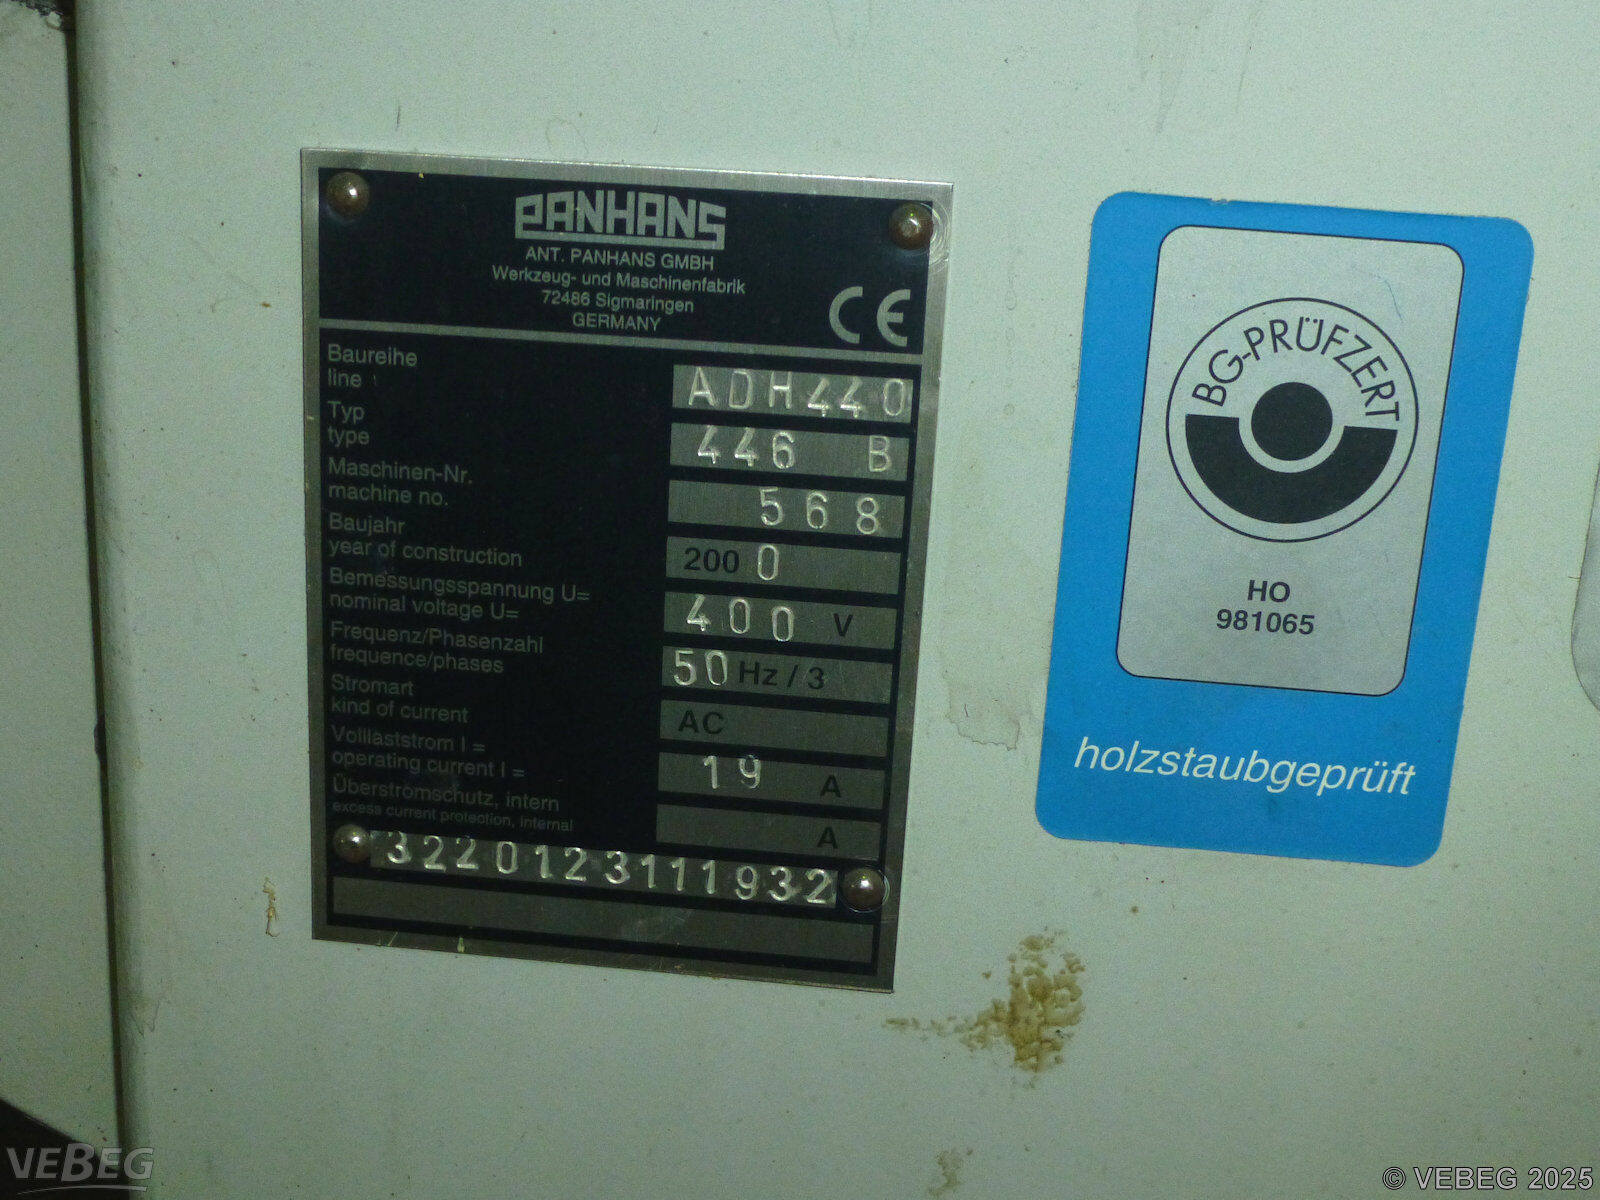 PANHANS
ANT. PANHANS GMBH
Werkzeug- und Maschinenfabrik
72486 Sigmaringen
GERMANY
CE
Baureihe
line
ADH440
Typ
type
446 B
Maschinen-Nr.
machine no.
568
Baujahr
year of construction
2000
Bemessungsspannung U=
nominal voltage U=
400 V
Frequenz/Phasenzahl
frequence/phases
50 Hz / 3
Stromart
kind of current
AC
Vollaststrom I =
operating current I =
19 A
Überstromschutz, intern
excess current protection, internal
A
3220123111932
BG-PRÜFZERT
HO
981065
holzstaubgeprüft
VEBEG
© VEBEG 2025